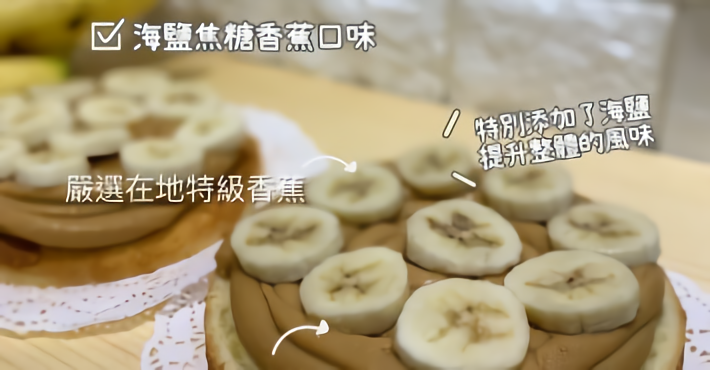 海鹽焦糖香蕉口味
特別添加了海鹽
提升整體的風味
嚴選在地特級香蕉